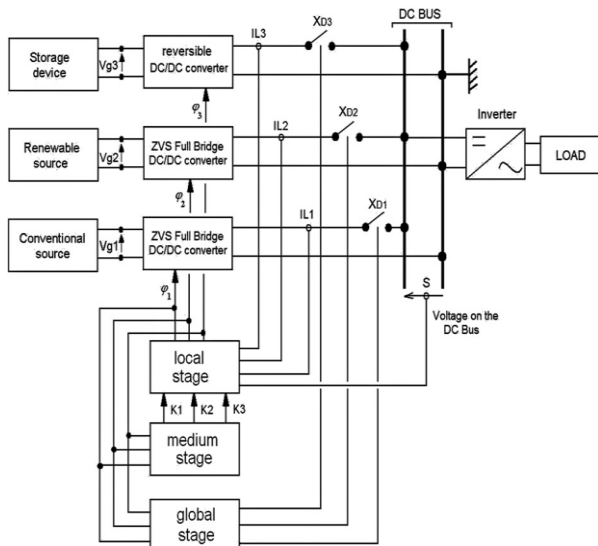 DC BUS
Storage
device
Vg3
reversible
DC/DC converter
IL3
XD3
φ3
Renewable
source
Vg2
ZVS Full Bridge
DC/DC converter
IL2
XD2
Inverter
LOAD
φ2
Conventional
source
Vg1
ZVS Full Bridge
DC/DC converter
IL1
XD1
φ1
S
Voltage on the
DC Bus
local
stage
K1 K2 K3
medium
stage
global
stage